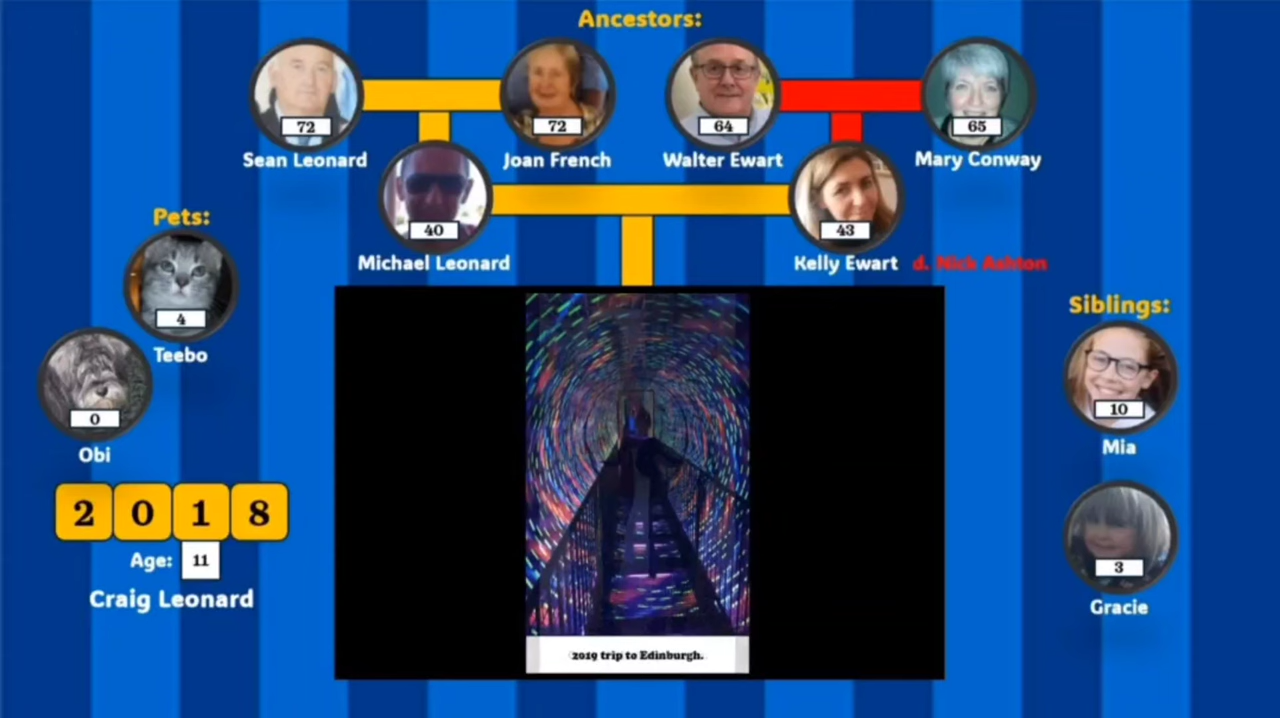 Ancestors:
72
72
64
65
Sean Leonard
Joan French
Walter Ewart
Mary Conway
40
43
Michael Leonard
Kelly Ewart
d. Nick Ashton
Pets:
4
Teebo
0
Obi
Siblings:
10
Mia
3
Gracie
2018
Age: 11
Craig Leonard
2019 trip to Edinburgh.